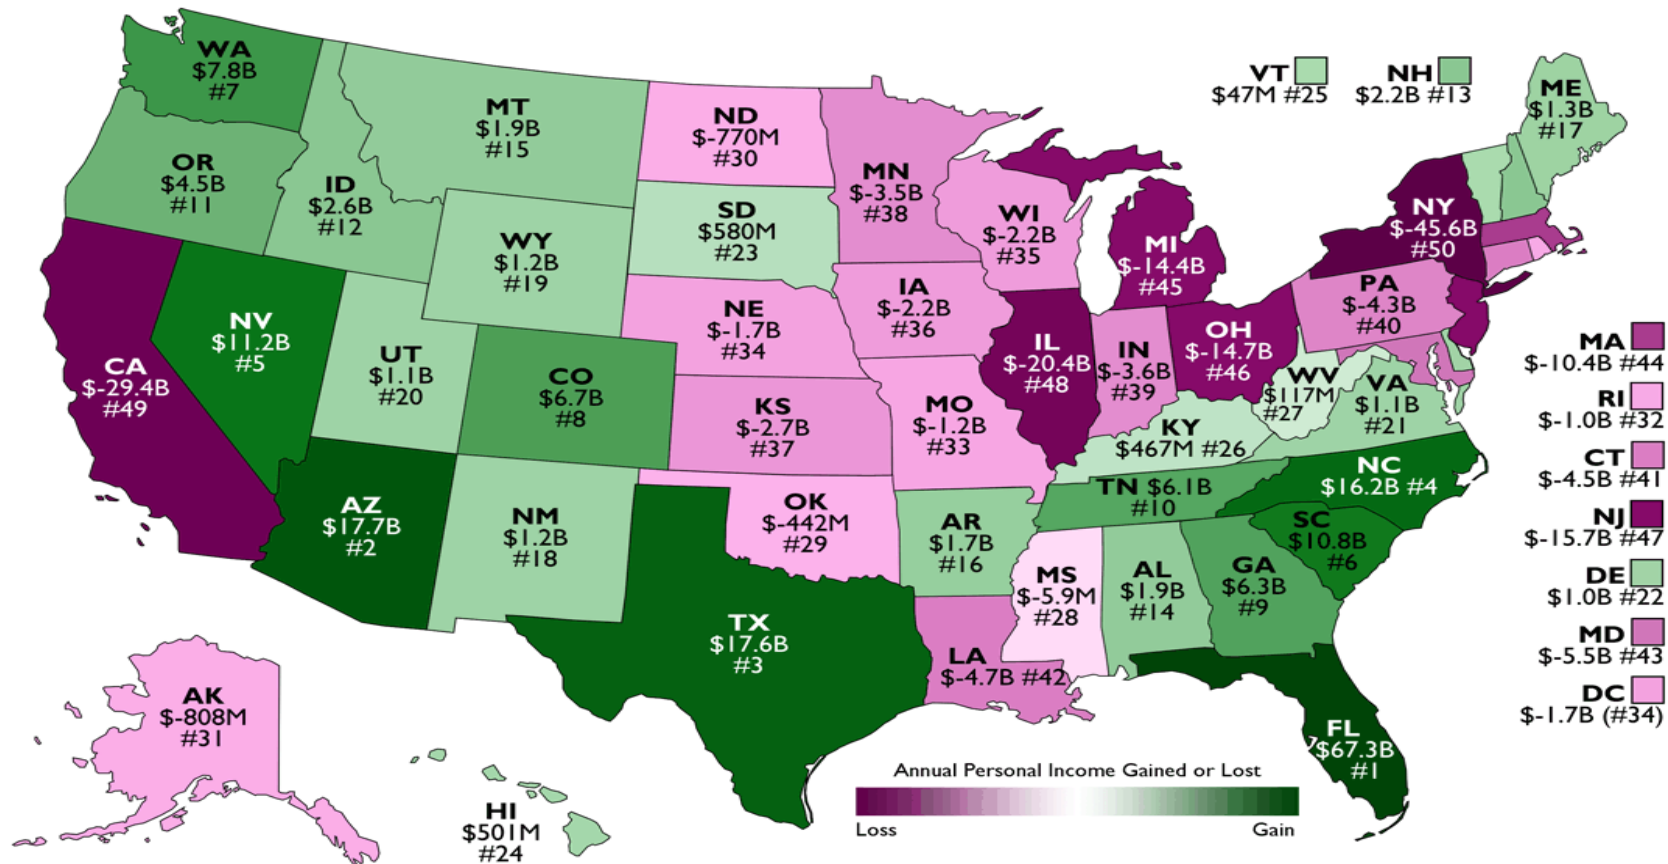 WA
$7.8B
#7
OR
$4.5B
#11
ID
$2.6B
#12
MT
$1.9B
#15
WY
$1.2B
#19
ND
$-770M
#30
SD
$580M
#23
NE
$-1.7B
#34
KS
$-2.7B
#37
OK
$-442M
#29
MN
$-3.5B
#38
IA
$-2.2B
#36
MO
$-1.2B
#33
WI
$-2.2B
#35
IL
$-20.4B
#48
MI
$-14.4B
#45
IN
$-3.6B
#39
OH
$-14.7B
#46
CA
$-29.4B
#49
NV
$11.2B
#5
UT
$1.1B
#20
CO
$6.7B
#8
AZ
$17.7B
#2
NM
$1.2B
#18
TX
$17.6B
#3
AR
$1.7B
#16
LA
$-4.7B #42
MS
$-5.9M
#28
AL
$1.9B
#14
GA
$6.3B
#9
FL
$67.3B
#1
SC
$10.8B
#6
NC
$16.2B #4
TN $6.1B
#10
KY
$467M #26
WV
$117M
#27
VA
$1.1B
#21
PA
$-4.3B
#40
NY
$-45.6B
#50
VT
$47M #25
NH
$2.2B #13
ME
$1.3B
#17
MA
$-10.4B #44
RI
$-1.0B #32
CT
$-4.5B #41
NJ
$-15.7B #47
DE
$1.0B #22
MD
$-5.5B #43
DC
$-1.7B (#34)
AK
$-808M
#31
HI
$501M
#24
Annual Personal Income Gained or Lost
Loss
Gain